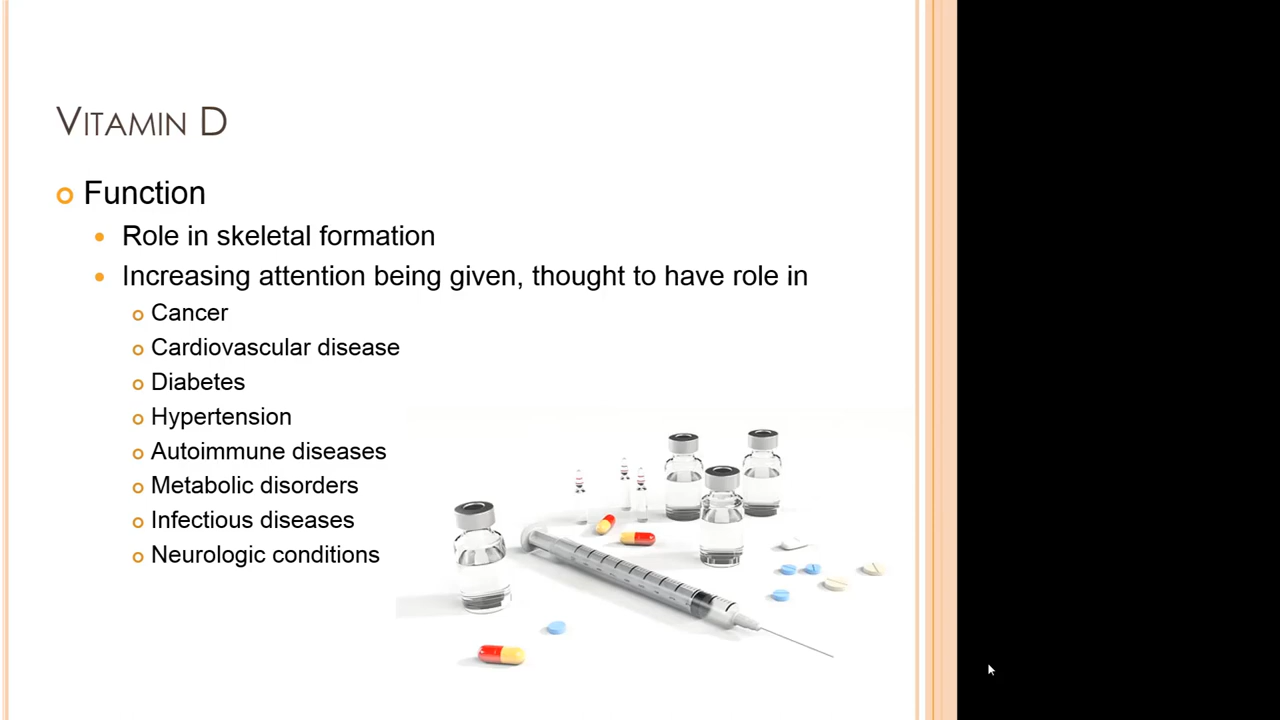 Vitamin D
Function
Role in skeletal formation
Increasing attention being given, thought to have role in
Cancer
Cardiovascular disease
Diabetes
Hypertension
Autoimmune diseases
Metabolic disorders
Infectious diseases
Neurologic conditions